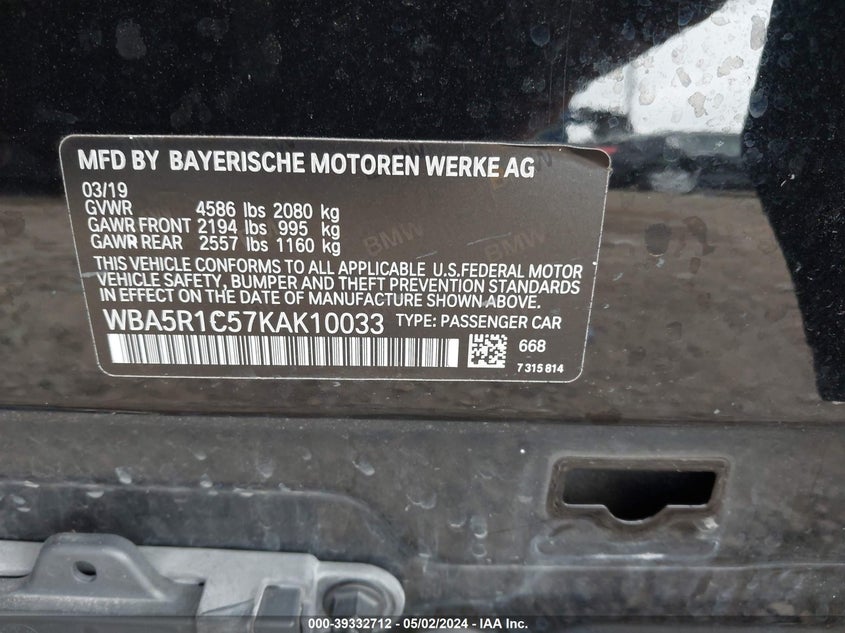 MFD BY BAYERISCHE MOTOREN WERKE AG
03/19
GVWR 4586 lbs 2080 kg
GAWR FRONT 2194 lbs 995 kg
GAWR REAR 2557 lbs 1160 kg
THIS VEHICLE CONFORMS TO ALL APPLICABLE U.S.FEDERAL MOTOR
VEHICLE SAFETY, BUMPER AND THEFT PREVENTION STANDARDS
IN EFFECT ON THE DATE OF MANUFACTURE SHOWN ABOVE.
WBA5R1C57KAK10033 TYPE: PASSENGER CAR
668
7 315 814
000-39332712 - 05/02/2024 - IAA Inc.